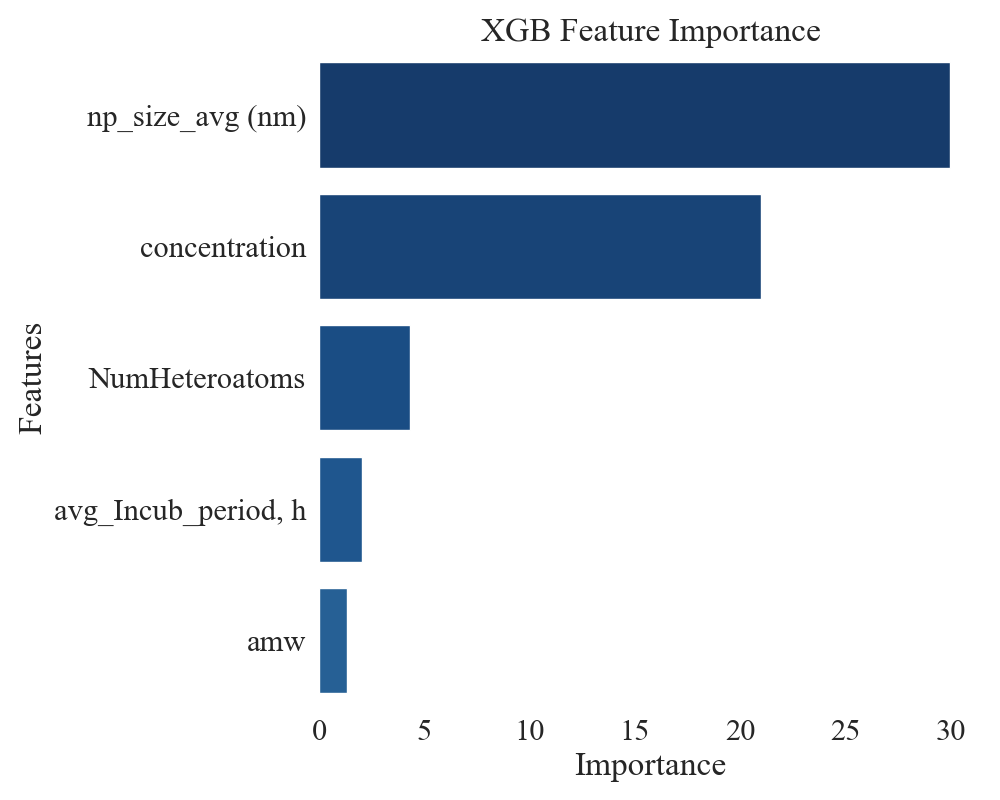 XGB Feature Importance
np_size_avg (nm)
concentration
NumHeteroatoms
avg_Incub_period, h
amw
Features
0 5 10 15 20 25 30
Importance